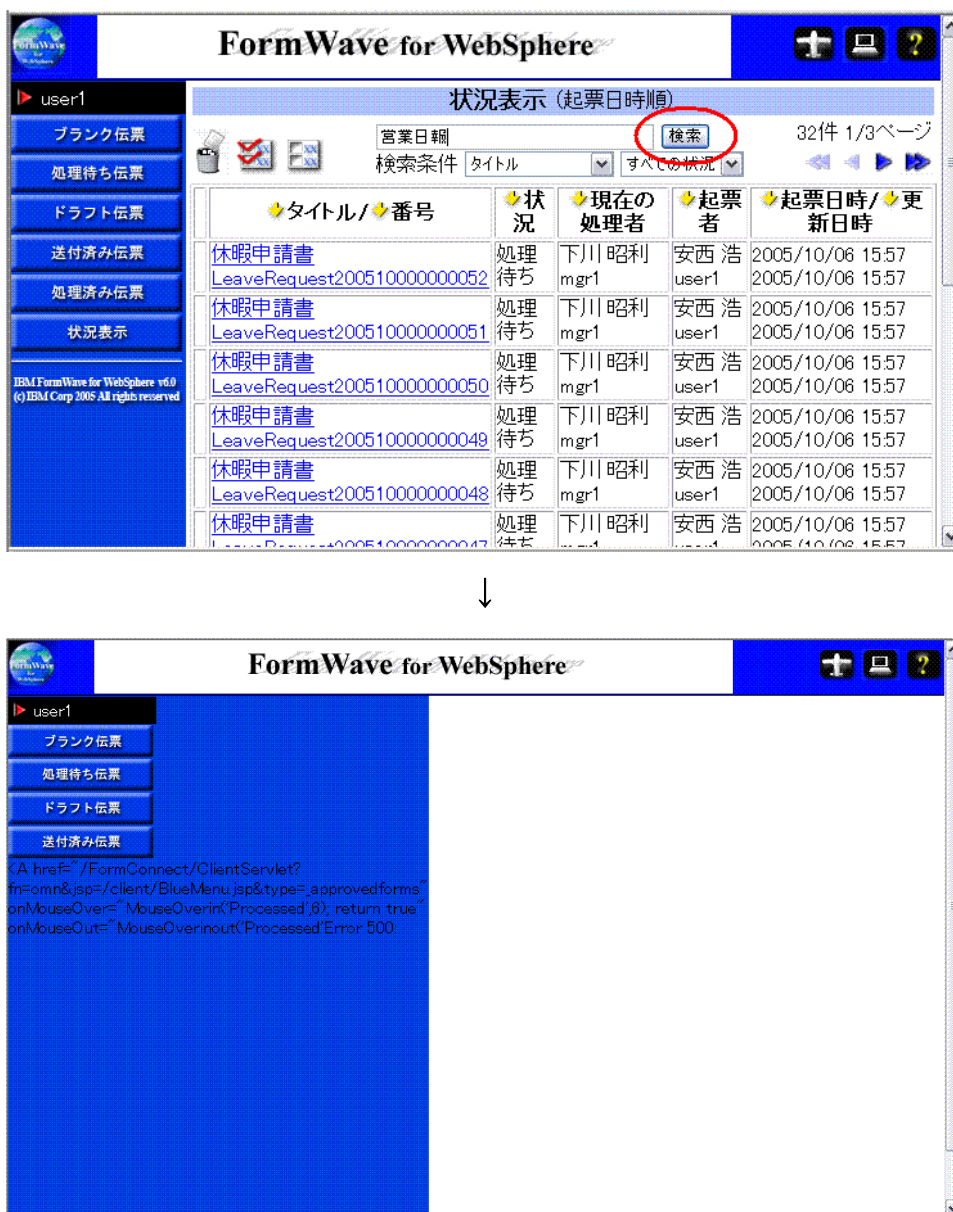 FormWave for WebSphere
user1
状況表示 (起票日時順)
ブランク伝票
処理待ち伝票
ドラフト伝票
送付済み伝票
処理済み伝票
状況表示
IBM FormWave for WebSphere v6.0
(c) IBM Corp 2005 All rights reserved
営業日報 検索 32件 1/3ページ
検索条件 タイトル すべての状況
タイトル/番号 状況 現在の処理者 起票者 起票日時/更新日時
休暇申請書 処理待ち 下川 昭利 安西 浩 2005/10/06 15:57
LeaveRequest200510000000052 mgr1 user1 2005/10/06 15:57
休暇申請書 処理待ち 下川 昭利 安西 浩 2005/10/06 15:57
LeaveRequest200510000000051 mgr1 user1 2005/10/06 15:57
休暇申請書 処理待ち 下川 昭利 安西 浩 2005/10/06 15:57
LeaveRequest200510000000050 mgr1 user1 2005/10/06 15:57
休暇申請書 処理待ち 下川 昭利 安西 浩 2005/10/06 15:57
LeaveRequest200510000000049 mgr1 user1 2005/10/06 15:57
休暇申請書 処理待ち 下川 昭利 安西 浩 2005/10/06 15:57
LeaveRequest200510000000048 mgr1 user1 2005/10/06 15:57
休暇申請書 処理待ち 下川 昭利 安西 浩 2005/10/06 15:57
↓
FormWave for WebSphere
user1
ブランク伝票
処理待ち伝票
ドラフト伝票
送付済み伝票
<A href="/FormConnect/ClientServlet?
fn=omn&jsp=/client/BlueMenu.jsp&type=_approvedforms"
onMouseOver="MouseOverin('Processed',6); return true"
onMouseOut="MouseOverinout('Processed'Error 500: